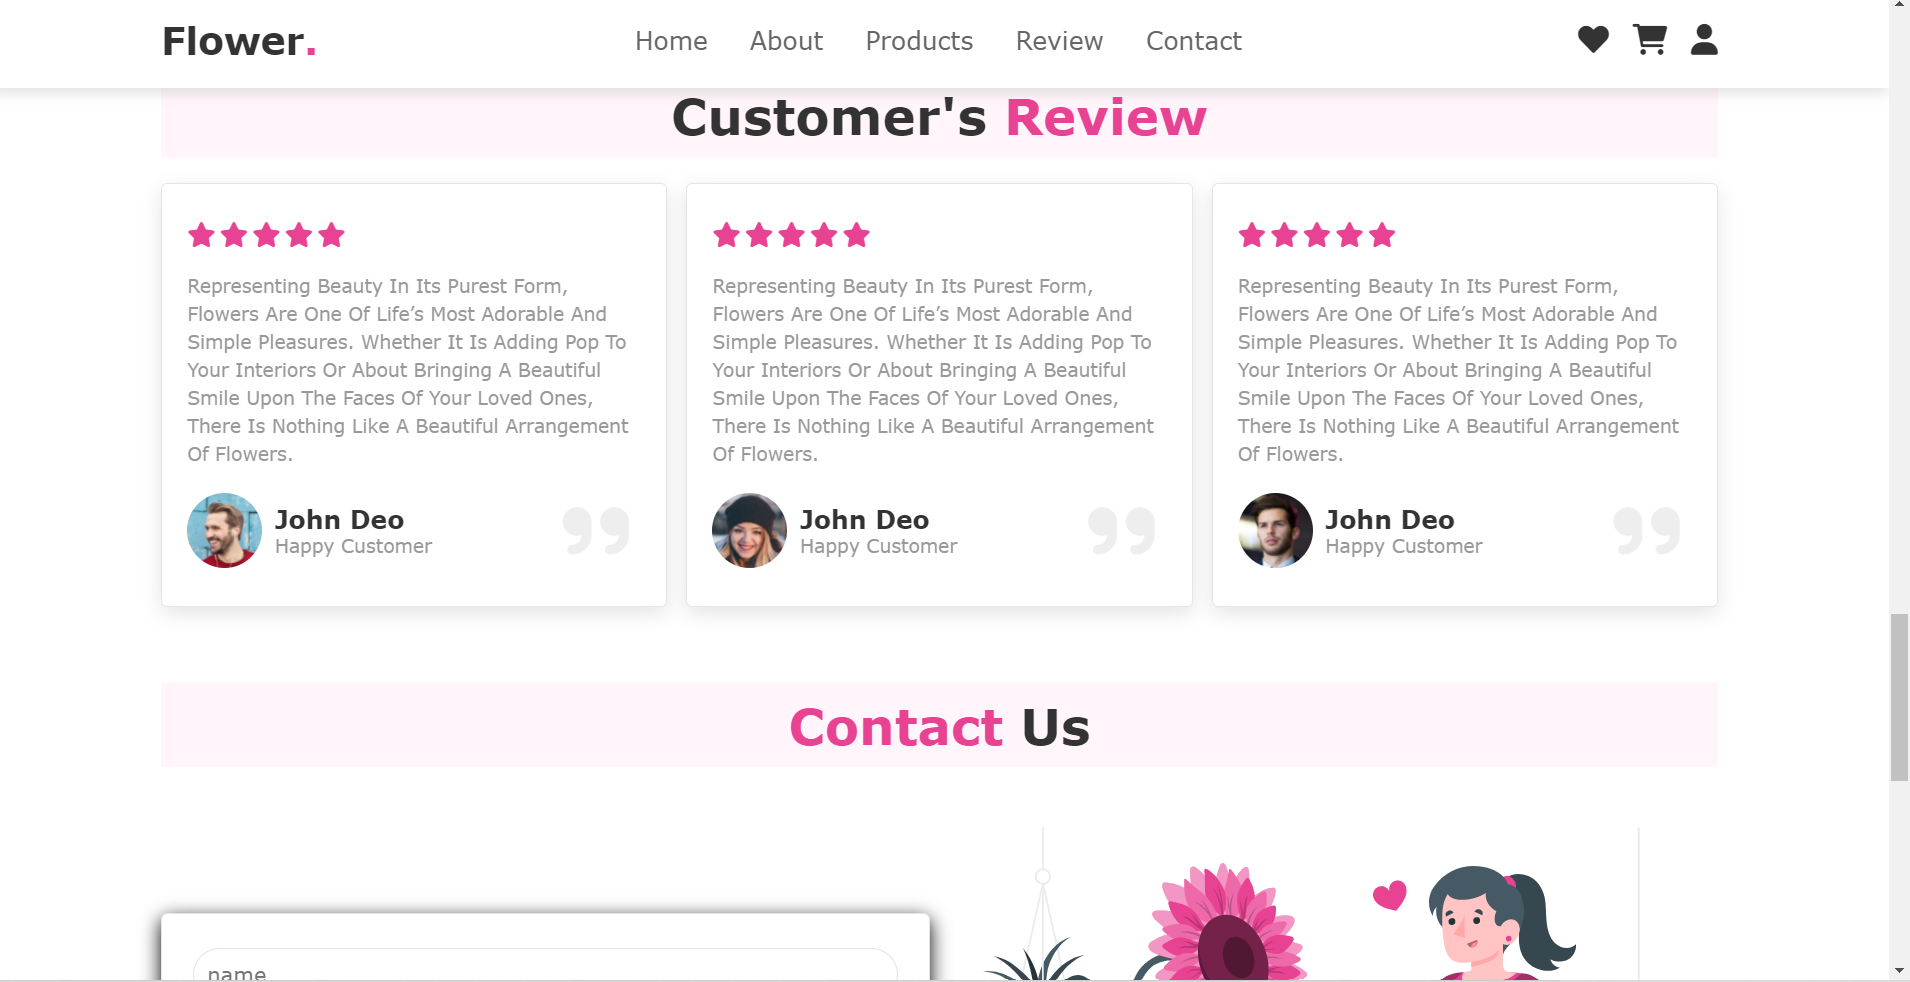 Flower.
Home About Products Review Contact
Customer's Review
Representing Beauty In Its Purest Form,
Flowers Are One Of Life’s Most Adorable And
Simple Pleasures. Whether It Is Adding Pop To
Your Interiors Or About Bringing A Beautiful
Smile Upon The Faces Of Your Loved Ones,
There Is Nothing Like A Beautiful Arrangement
Of Flowers.
John Deo
Happy Customer
Representing Beauty In Its Purest Form,
Flowers Are One Of Life’s Most Adorable And
Simple Pleasures. Whether It Is Adding Pop To
Your Interiors Or About Bringing A Beautiful
Smile Upon The Faces Of Your Loved Ones,
There Is Nothing Like A Beautiful Arrangement
Of Flowers.
John Deo
Happy Customer
Representing Beauty In Its Purest Form,
Flowers Are One Of Life’s Most Adorable And
Simple Pleasures. Whether It Is Adding Pop To
Your Interiors Or About Bringing A Beautiful
Smile Upon The Faces Of Your Loved Ones,
There Is Nothing Like A Beautiful Arrangement
Of Flowers.
John Deo
Happy Customer
Contact Us
name